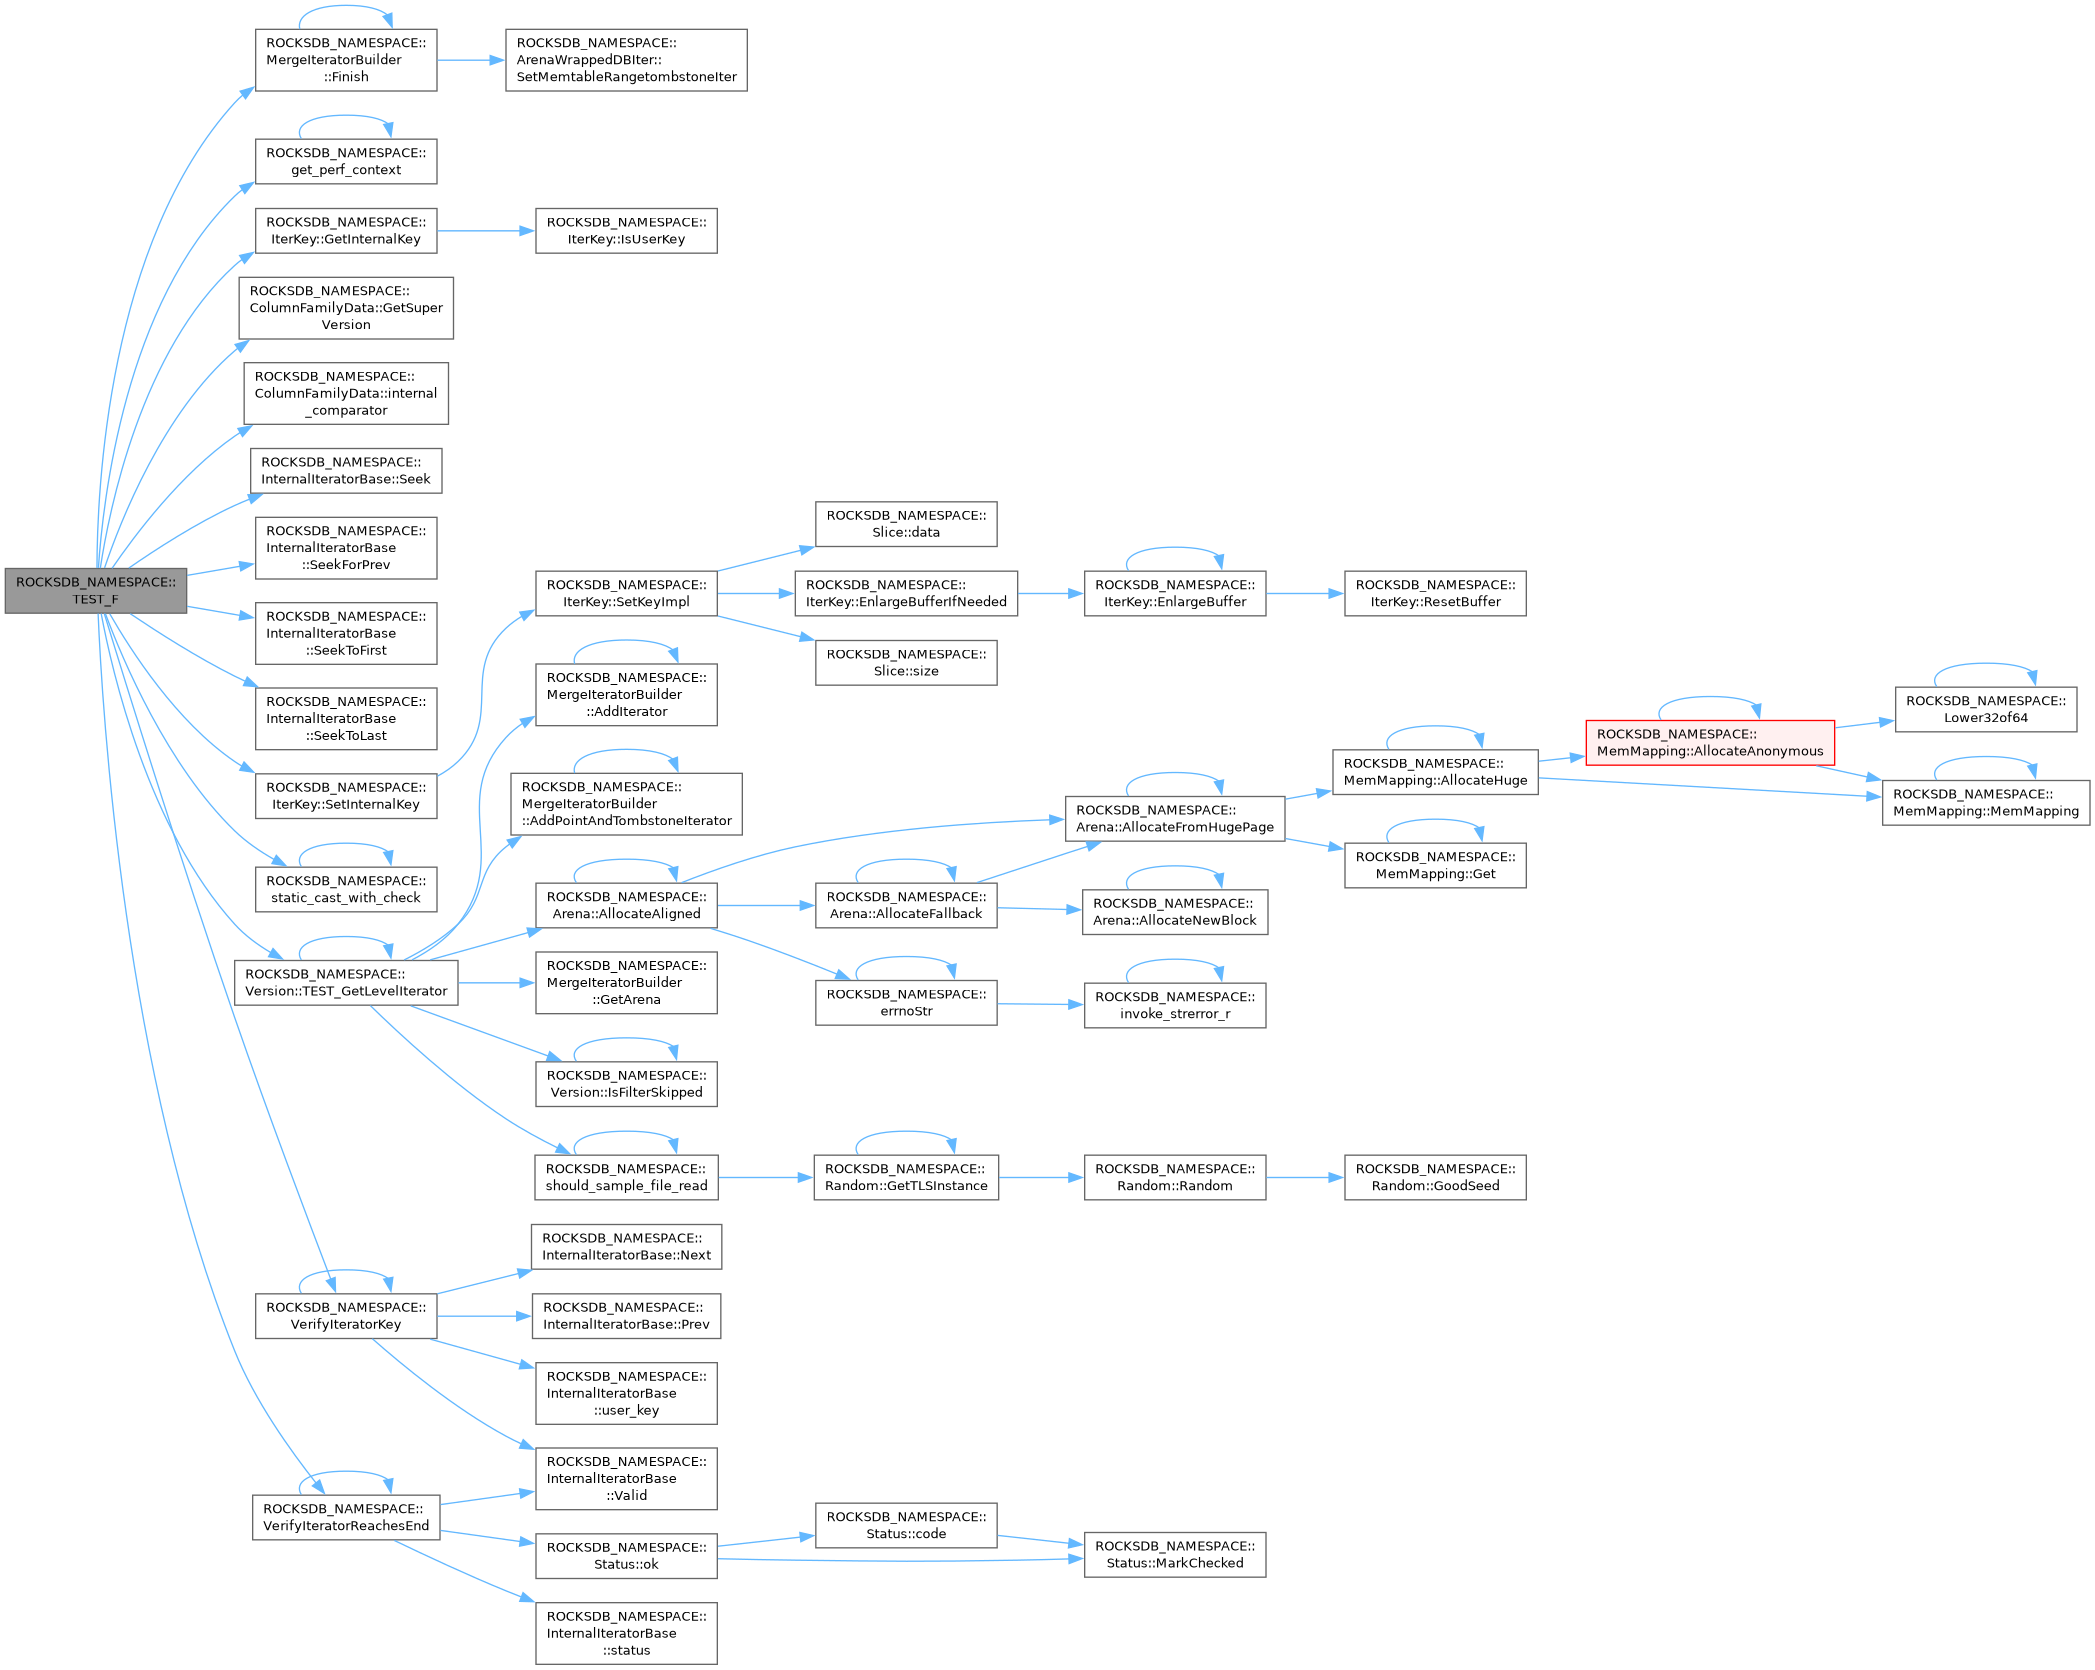 ROCKSDB_NAMESPACE::
TEST_F
ROCKSDB_NAMESPACE::
MergeIteratorBuilder
::Finish
ROCKSDB_NAMESPACE::
ArenaWrappedDBIter::
SetMemtableRangetombstoneIter
ROCKSDB_NAMESPACE::
get_perf_context
ROCKSDB_NAMESPACE::
IterKey::GetInternalKey
ROCKSDB_NAMESPACE::
IterKey::IsUserKey
ROCKSDB_NAMESPACE::
ColumnFamilyData::GetSuper
Version
ROCKSDB_NAMESPACE::
ColumnFamilyData::internal
_comparator
ROCKSDB_NAMESPACE::
InternalIteratorBase::Seek
ROCKSDB_NAMESPACE::
InternalIteratorBase
::SeekForPrev
ROCKSDB_NAMESPACE::
InternalIteratorBase
::SeekToFirst
ROCKSDB_NAMESPACE::
InternalIteratorBase
::SeekToLast
ROCKSDB_NAMESPACE::
IterKey::SetInternalKey
ROCKSDB_NAMESPACE::
IterKey::SetKeyImpl
ROCKSDB_NAMESPACE::
Slice::data
ROCKSDB_NAMESPACE::
IterKey::EnlargeBufferIfNeeded
ROCKSDB_NAMESPACE::
IterKey::EnlargeBuffer
ROCKSDB_NAMESPACE::
IterKey::ResetBuffer
ROCKSDB_NAMESPACE::
Slice::size
ROCKSDB_NAMESPACE::
static_cast_with_check
ROCKSDB_NAMESPACE::
Version::TEST_GetLevelIterator
ROCKSDB_NAMESPACE::
MergeIteratorBuilder
::AddIterator
ROCKSDB_NAMESPACE::
MergeIteratorBuilder
::AddPointAndTombstoneIterator
ROCKSDB_NAMESPACE::
Arena::AllocateAligned
ROCKSDB_NAMESPACE::
Arena::AllocateFallback
ROCKSDB_NAMESPACE::
Arena::AllocateFromHugePage
ROCKSDB_NAMESPACE::
MemMapping::AllocateHuge
ROCKSDB_NAMESPACE::
MemMapping::AllocateAnonymous
ROCKSDB_NAMESPACE::
Lower32of64
ROCKSDB_NAMESPACE::
MemMapping::MemMapping
ROCKSDB_NAMESPACE::
MemMapping::Get
ROCKSDB_NAMESPACE::
Arena::AllocateNewBlock
ROCKSDB_NAMESPACE::
errnoStr
ROCKSDB_NAMESPACE::
invoke_strerror_r
ROCKSDB_NAMESPACE::
MergeIteratorBuilder
::GetArena
ROCKSDB_NAMESPACE::
Version::IsFilterSkipped
ROCKSDB_NAMESPACE::
should_sample_file_read
ROCKSDB_NAMESPACE::
Random::GetTLSInstance
ROCKSDB_NAMESPACE::
Random::Random
ROCKSDB_NAMESPACE::
Random::GoodSeed
ROCKSDB_NAMESPACE::
VerifyIteratorKey
ROCKSDB_NAMESPACE::
InternalIteratorBase::Next
ROCKSDB_NAMESPACE::
InternalIteratorBase::Prev
ROCKSDB_NAMESPACE::
InternalIteratorBase
::user_key
ROCKSDB_NAMESPACE::
InternalIteratorBase
::Valid
ROCKSDB_NAMESPACE::
VerifyIteratorReachesEnd
ROCKSDB_NAMESPACE::
Status::ok
ROCKSDB_NAMESPACE::
Status::code
ROCKSDB_NAMESPACE::
Status::MarkChecked
ROCKSDB_NAMESPACE::
InternalIteratorBase
::status